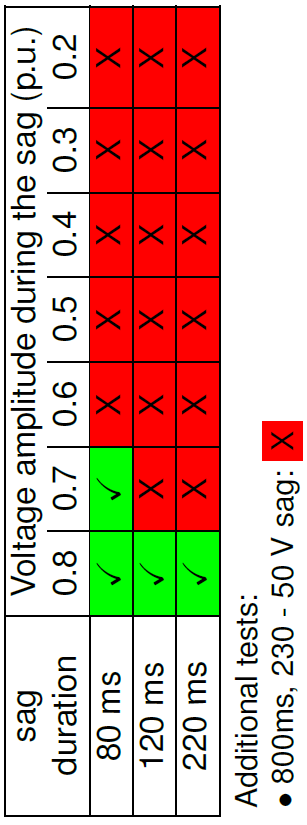 sag duration Voltage amplitude during the sag (p.u.)
0.8 0.7 0.6 0.5 0.4 0.3 0.2
80 ms ✓ ✓ X X X X X
120 ms ✓ X X X X X X
220 ms ✓ X X X X X X
Additional tests:
• 800ms, 230 - 50 V sag: X